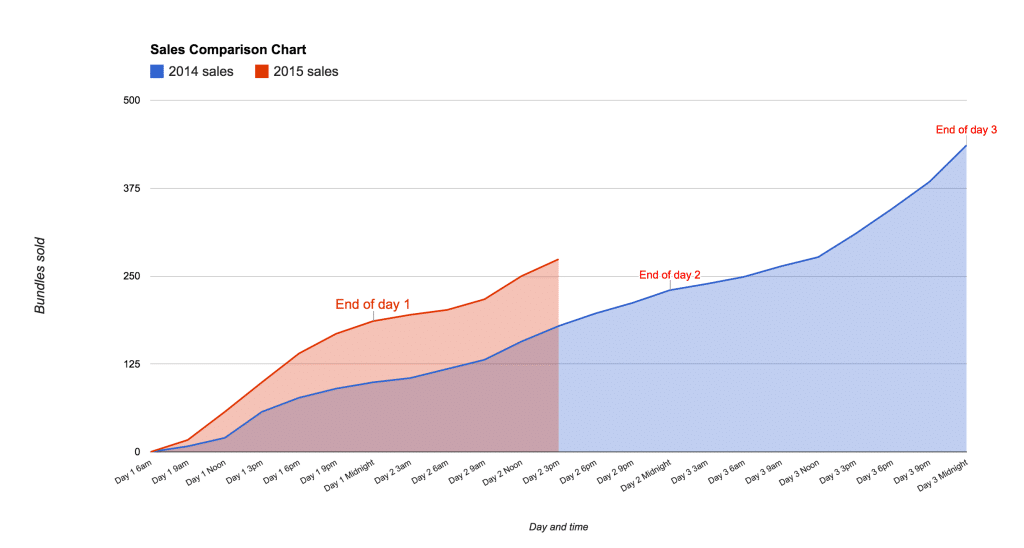 Sales Comparison Chart
2014 sales 2015 sales
500
End of day 3
375
Bundles sold
250
End of day 2
End of day 1
125
0
Day 1 6am Day 1 9am Day 1 Noon Day 1 3pm Day 1 6pm Day 1 9pm Day 1 Midnight Day 2 3am Day 2 6am Day 2 9am Day 2 Noon Day 2 3pm Day 2 6pm Day 2 9pm Day 2 Midnight Day 3 3am Day 3 6am Day 3 9am Day 3 Noon Day 3 3pm Day 3 6pm Day 3 9pm Day 3 Midnight
Day and time